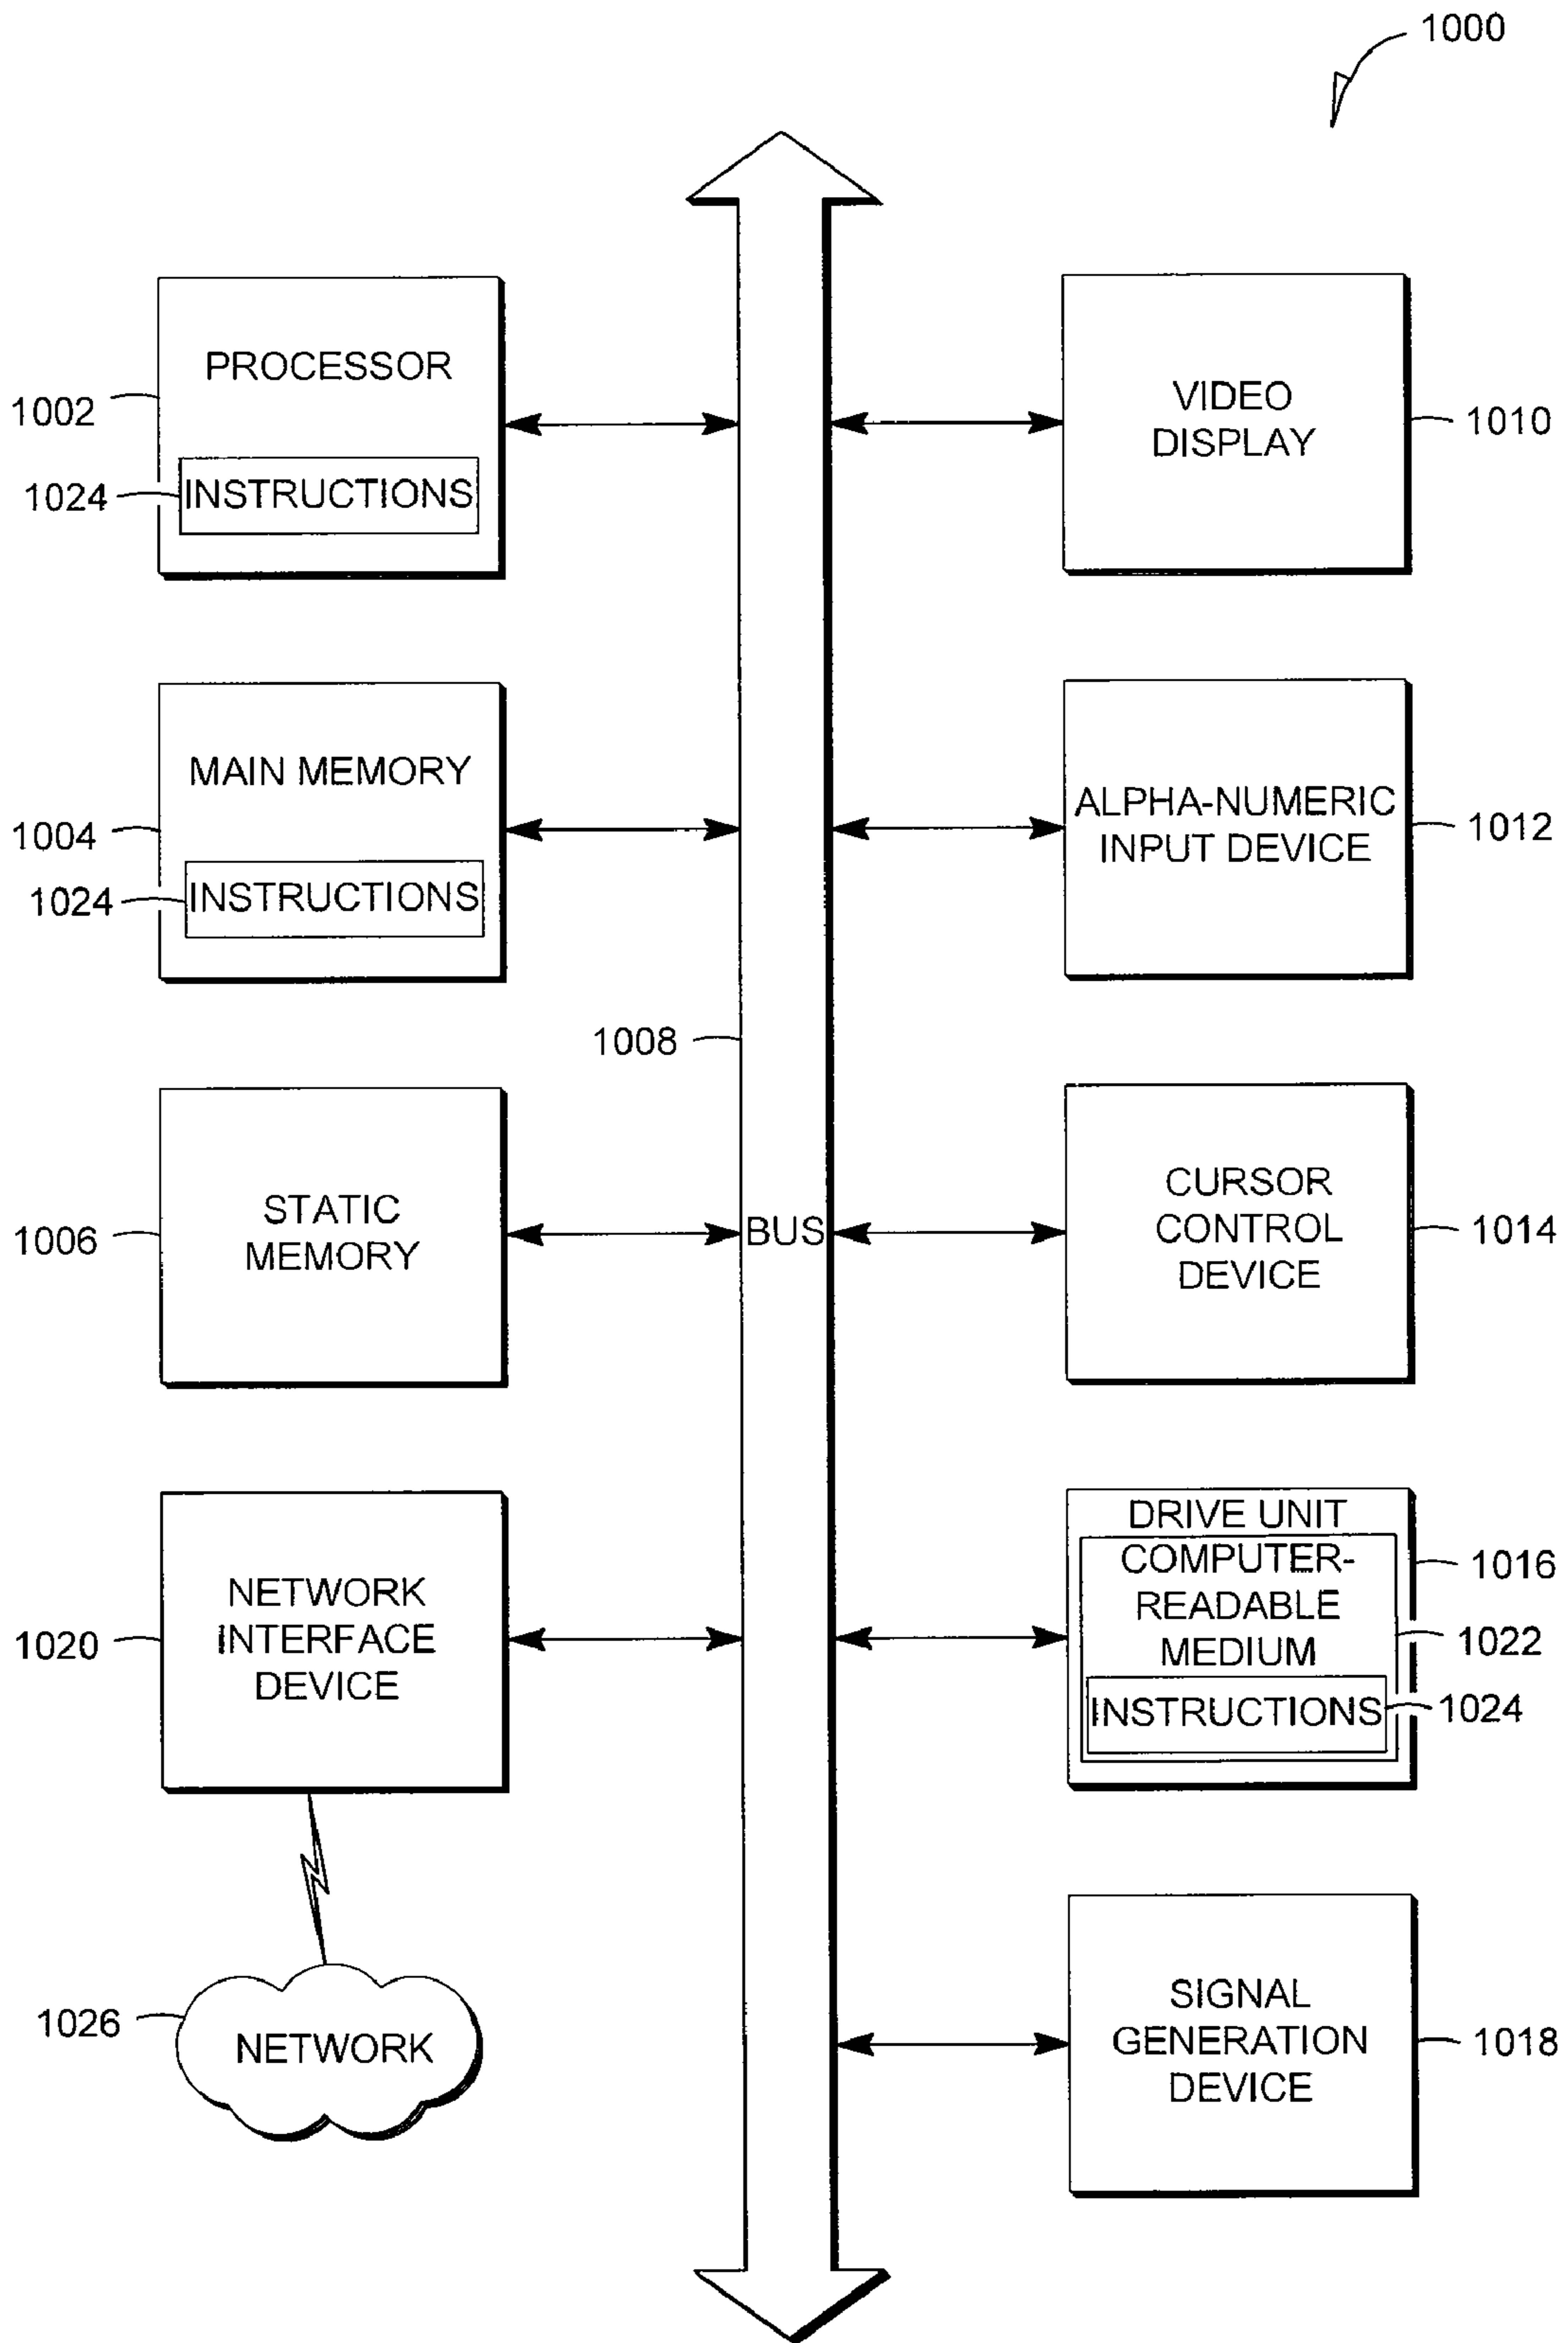 1000
PROCESSOR
1002
1024
INSTRUCTIONS
VIDEO
DISPLAY
1010
MAIN MEMORY
1004
1024
INSTRUCTIONS
ALPHA-NUMERIC
INPUT DEVICE
1012
1008
STATIC
MEMORY
1006
BUS
CURSOR
CONTROL
DEVICE
1014
NETWORK
INTERFACE
DEVICE
1020
DRIVE UNIT
COMPUTER-
READABLE
MEDIUM
1016
1022
INSTRUCTIONS
1024
1026
NETWORK
SIGNAL
GENERATION
DEVICE
1018